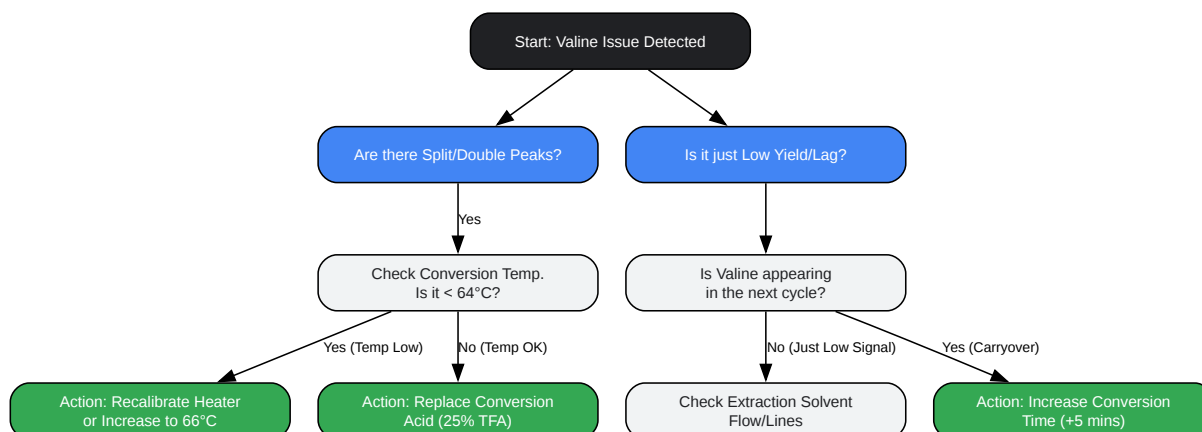 Start: Valine Issue Detected
Are there Split/Double Peaks?
Is it just Low Yield/Lag?
Yes
Check Conversion Temp.
Is it < 64°C?
Is Valine appearing
in the next cycle?
Yes (Temp Low)
No (Temp OK)
No (Just Low Signal)
Yes (Carryover)
Action: Recalibrate Heater
or Increase to 66°C
Action: Replace Conversion
Acid (25% TFA)
Check Extraction Solvent
Flow/Lines
Action: Increase Conversion
Time (+5 mins)